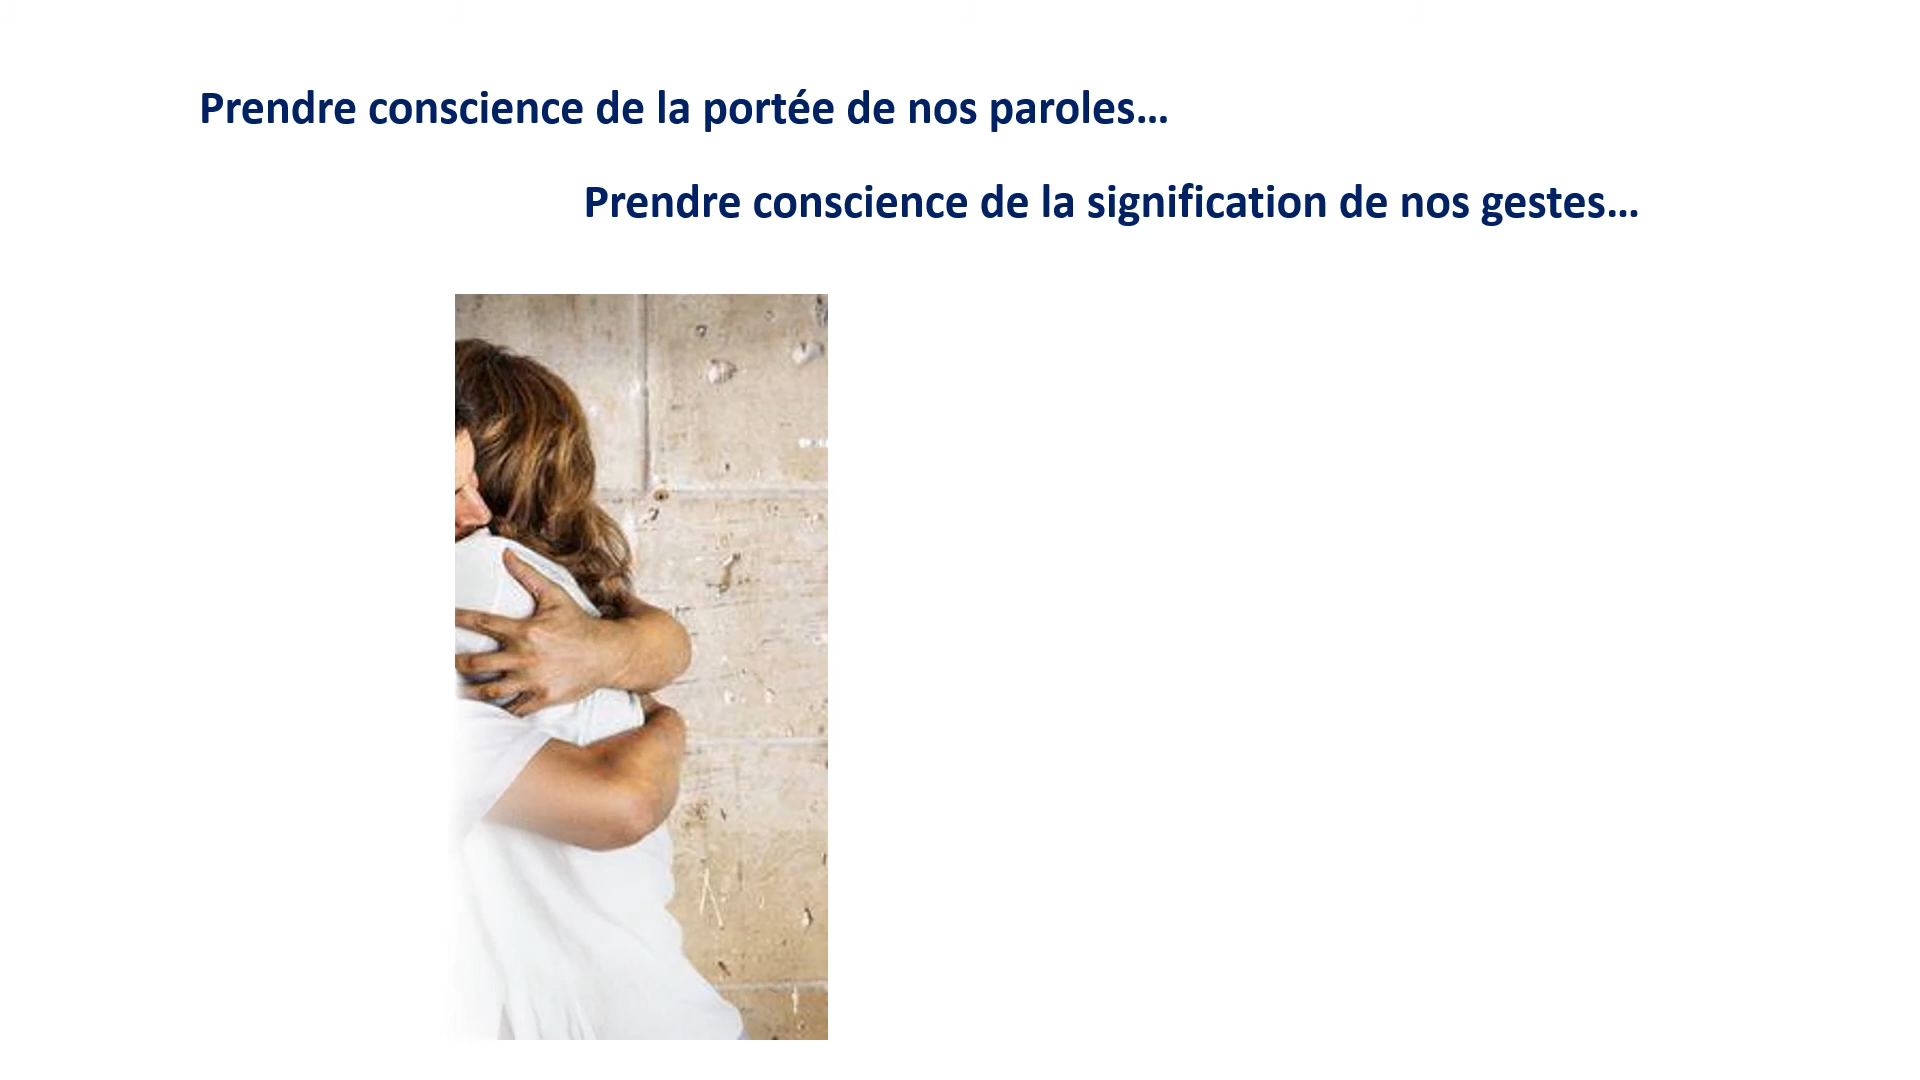 Prendre conscience de la portée de nos paroles…
Prendre conscience de la signification de nos gestes…